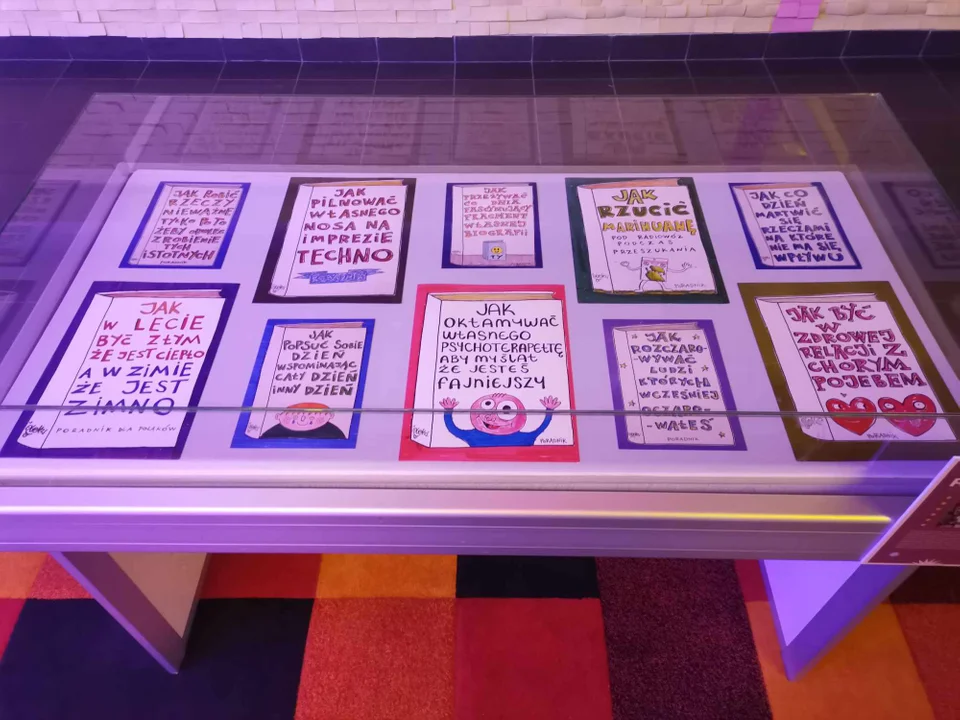 JAK ROBIĆ
RZECZY
NIEWAŻNE
TYLKO PO TO
ŻEBY
ZROBIENIE
TYCH
ISTOTNYCH
PORADNIK
JAK
PILNOWAĆ
WŁASNEGO
NOSA NA
IMPREZIE
TECHNO
JAK
PRZEŻYWAĆ
CO DNIA
FASCYNUJĄCY
FRAGMENT
WŁASNEJ
BIOGRAFII
JAK
RZUCIĆ
MARIHUANĘ
POD RADIOWÓZ
PODCZAS
PRZESZUKANIA
PORADNIK
JAK CO
DZIEŃ
MARTWIĆ
SIĘ
RZECZAMI
NA KTÓRE
NIE MA SIĘ
WPŁYWU
JAK
W LECIE
BYĆ ZŁYM
ŻE JEST CIEPŁO
A W ZIMIE
ŻE JEST
ZIMNO
PORADNIK DLA POLAKÓW
JAK
POPSUĆ SOBIE
DZIEŃ
WSPOMINAJĄC
CAŁY DZIEŃ
INNY DZIEŃ
JAK
OKŁAMYWAĆ
WŁASNEGO
PSYCHOTERAPEUTĘ
ABY MYŚLAŁ
ŻE JESTEŚ
FAJNIEJSZY
PORADNIK
JAK
ROZCZARO-
WYWAĆ
LUDZI
KTÓRYCH
WCZEŚNIEJ
OCZARO-
-WAŁEŚ
PORADNIK
JAK BYĆ
W
ZDROWEJ
RELACJI Z
CHORYM
POJEBEM
PORADNIK